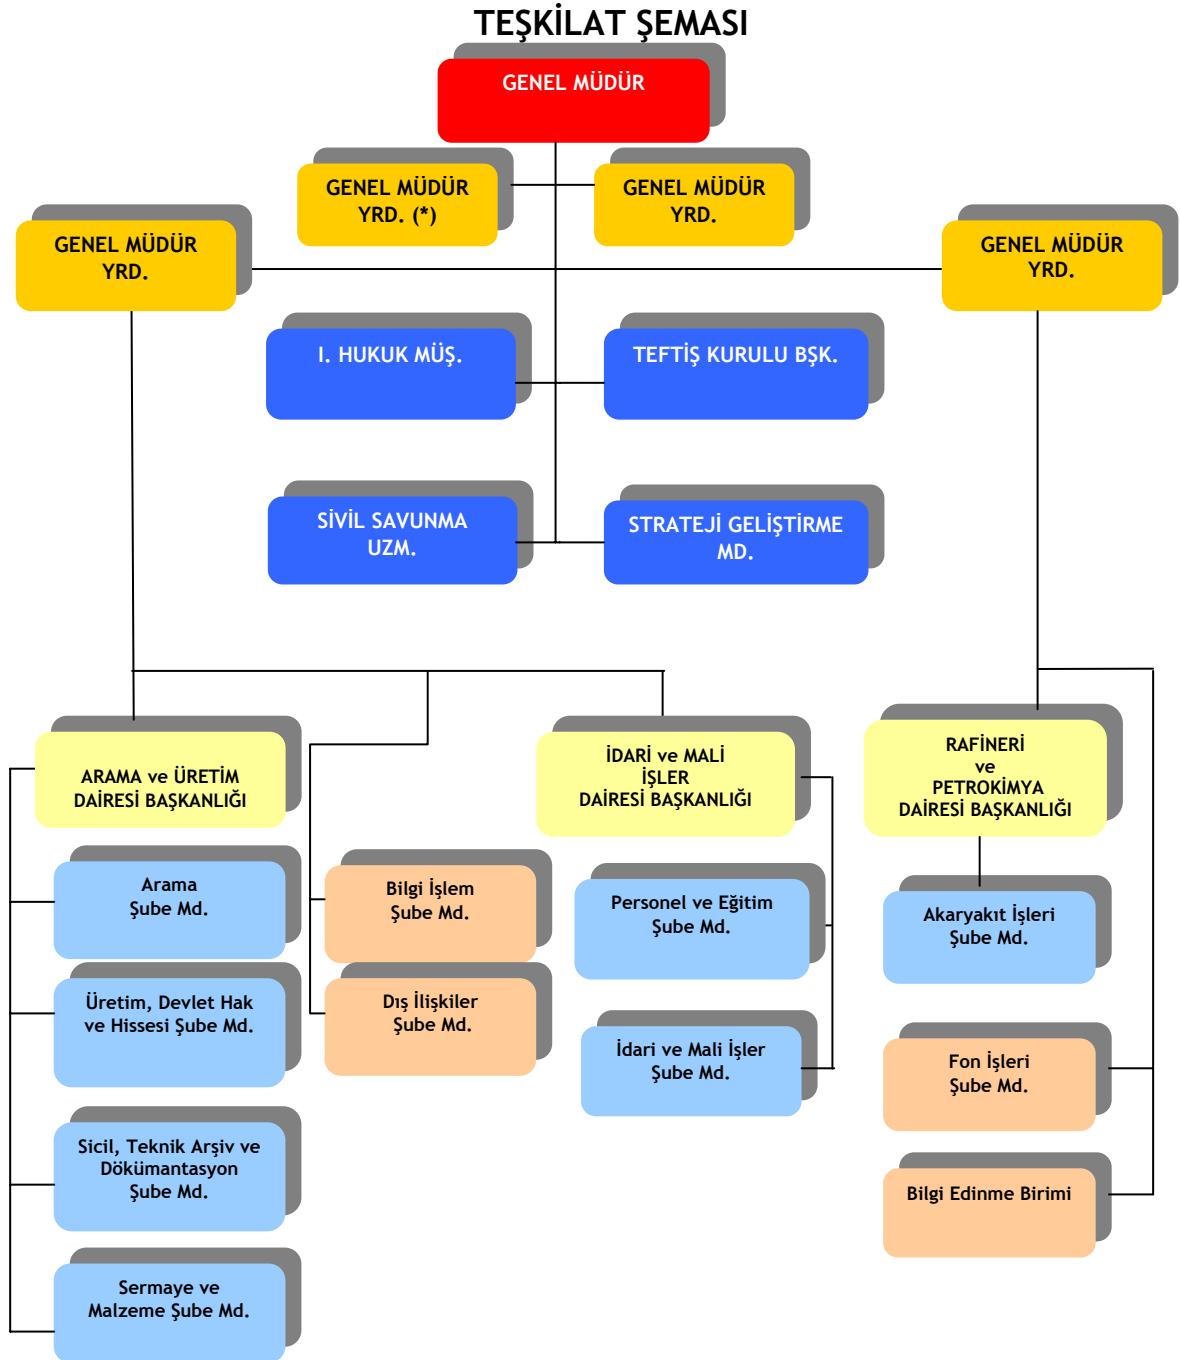 TEŞKİLAT ŞEMASI
GENEL MÜDÜR
GENEL MÜDÜR
YRD. (*)
GENEL MÜDÜR
YRD.
GENEL MÜDÜR
YRD.
GENEL MÜDÜR
YRD.
I. HUKUK MÜŞ.
TEFTİŞ KURULU BŞK.
SİVİL SAVUNMA
UZM.
STRATEJİ GELİŞTİRME
MD.
ARAMA ve ÜRETİM
DAİRESİ BAŞKANLIĞI
İDARİ ve MALİ
İŞLER
DAİRESİ BAŞKANLIĞI
RAFİNERİ
ve
PETROKİMYA
DAİRESİ BAŞKANLIĞI
Arama
Şube Md.
Bilgi İşlem
Şube Md.
Personel ve Eğitim
Şube Md.
Akaryakıt İşleri
Şube Md.
Üretim, Devlet Hak
ve Hissesi Şube Md.
Dış İlişkiler
Şube Md.
İdari ve Mali İşler
Şube Md.
Fon İşleri
Şube Md.
Sicil, Teknik Arşiv ve
Dökümantasyon
Şube Md.
Bilgi Edinme Birimi
Sermaye ve
Malzeme Şube Md.